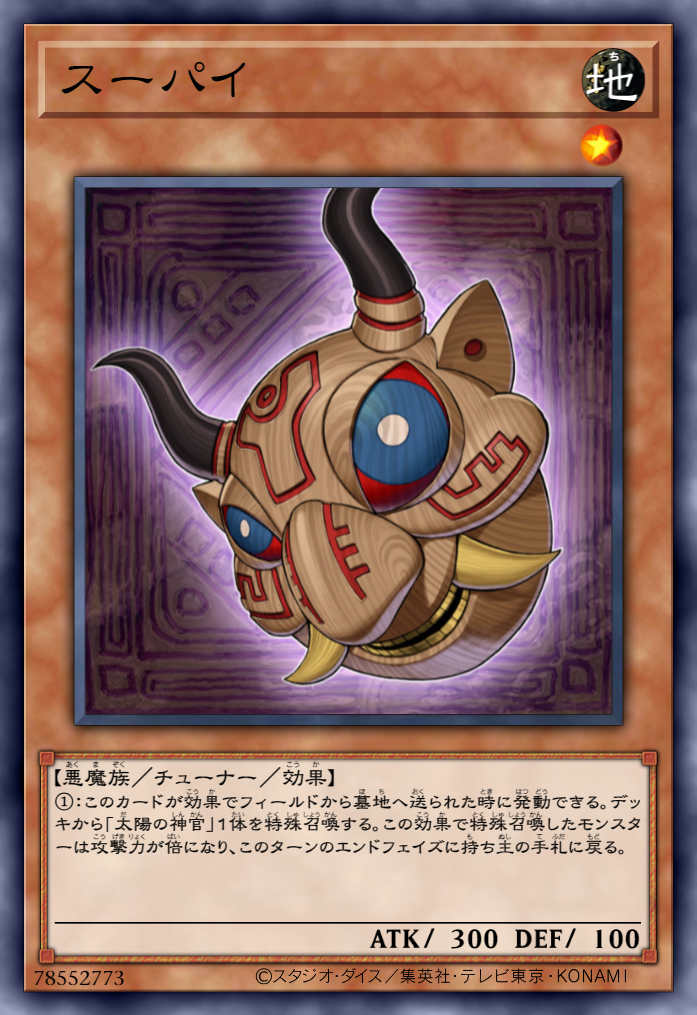 スーパイ
地
【悪魔族／チューナー／効果】
①：このカードが効果でフィールドから墓地へ送られた時に発動できる。デッ
キから「太陽の神官」1体を特殊召喚する。この効果で特殊召喚したモンスタ
ーは攻撃力が倍になり、このターンのエンドフェイズに持ち主の手札に戻る。
ATK/ 300 DEF/ 100
78552773 ©スタジオ・ダイス／集英社・テレビ東京・KONAMI